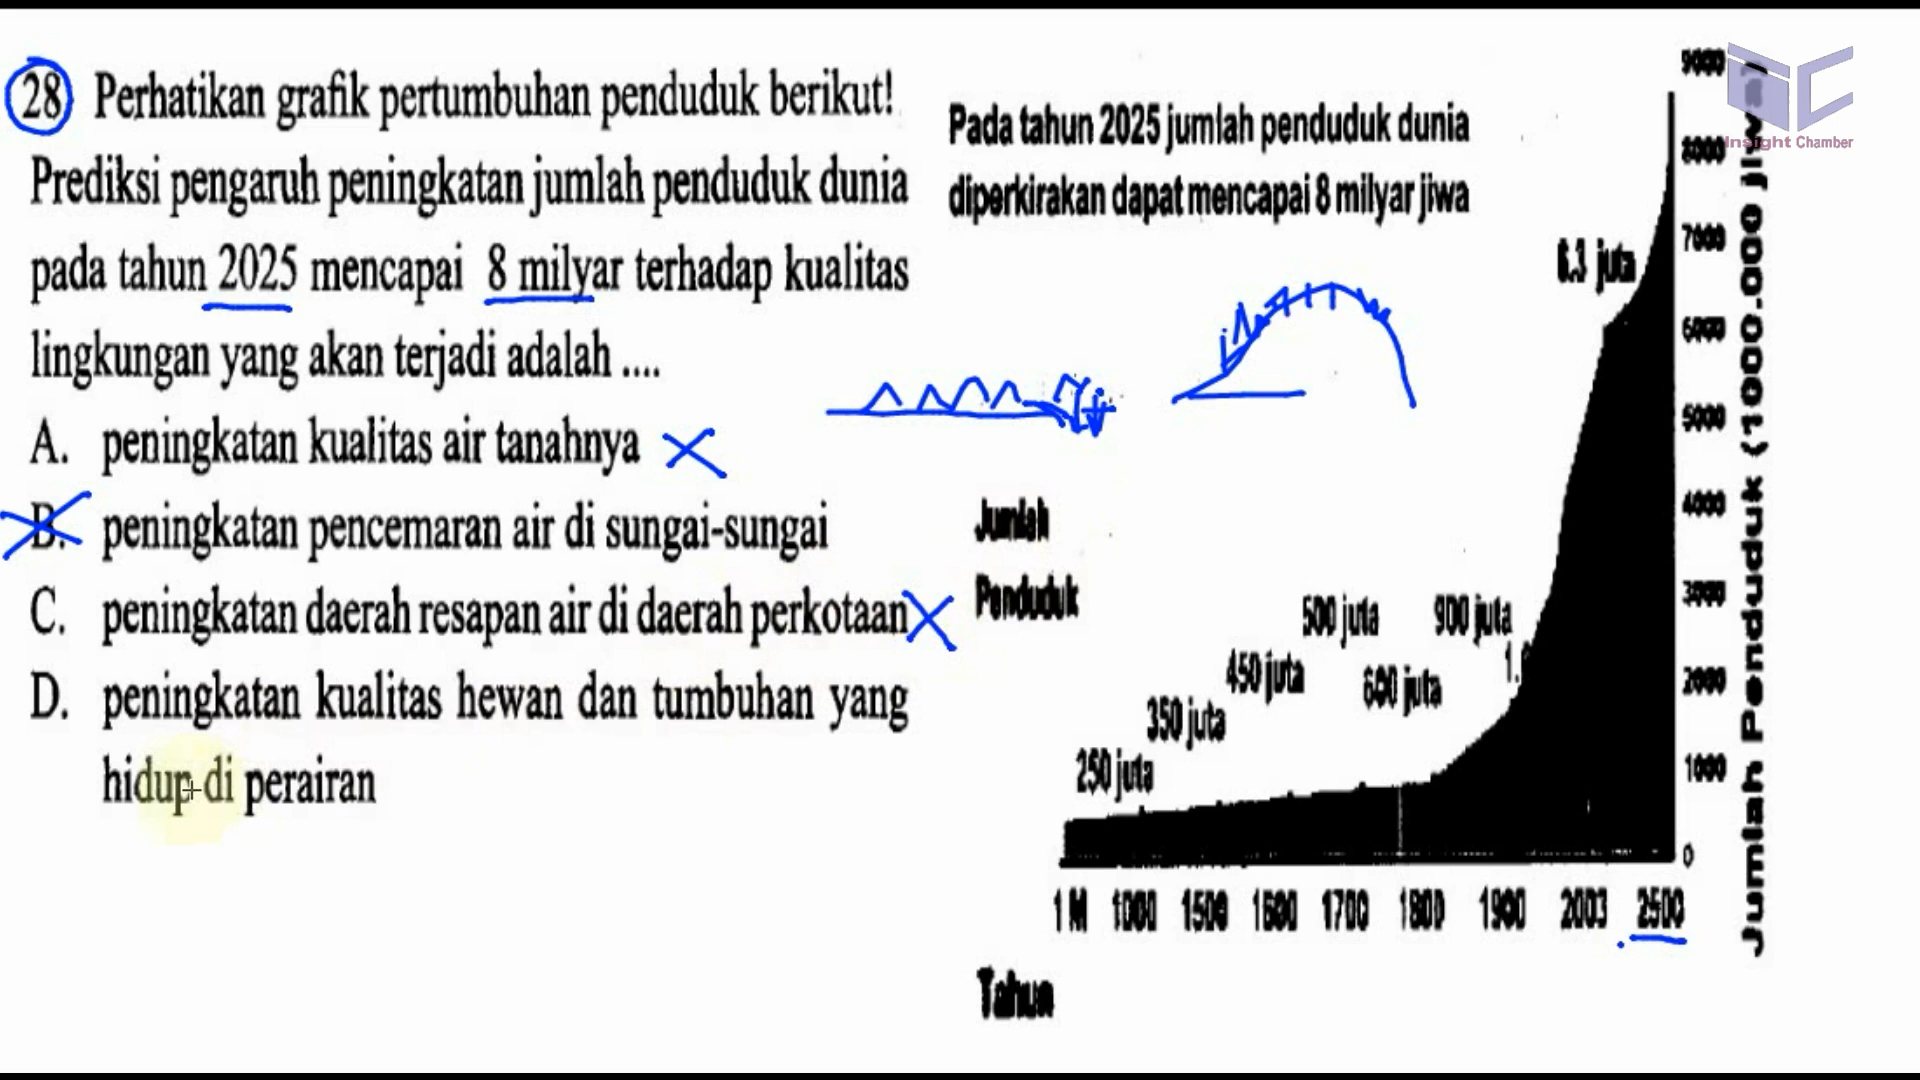 28 Perhatikan grafik pertumbuhan penduduk berikut!
Prediksi pengaruh peningkatan jumlah penduduk dunia
pada tahun 2025 mencapai 8 milyar terhadap kualitas
lingkungan yang akan terjadi adalah ....
A. peningkatan kualitas air tanahnya
B. peningkatan pencemaran air di sungai-sungai
C. peningkatan daerah resapan air di daerah perkotaan
D. peningkatan kualitas hewan dan tumbuhan yang
hidup di perairan
Pada tahun 2025 jumlah penduduk dunia
diperkirakan dapat mencapai 8 milyar jiwa
Jumlah
Penduduk
250 juta
350 juta
450 juta
500 juta
600 juta
900 juta
6.3 juta
9000
8000
7000
6000
5000
4000
3000
2000
1000
0
Jumlah Penduduk (1000.000 jiwa)
1 M 1000 1500 1600 1700 1800 1900 2003 2500
Tahun
Insight Chamber